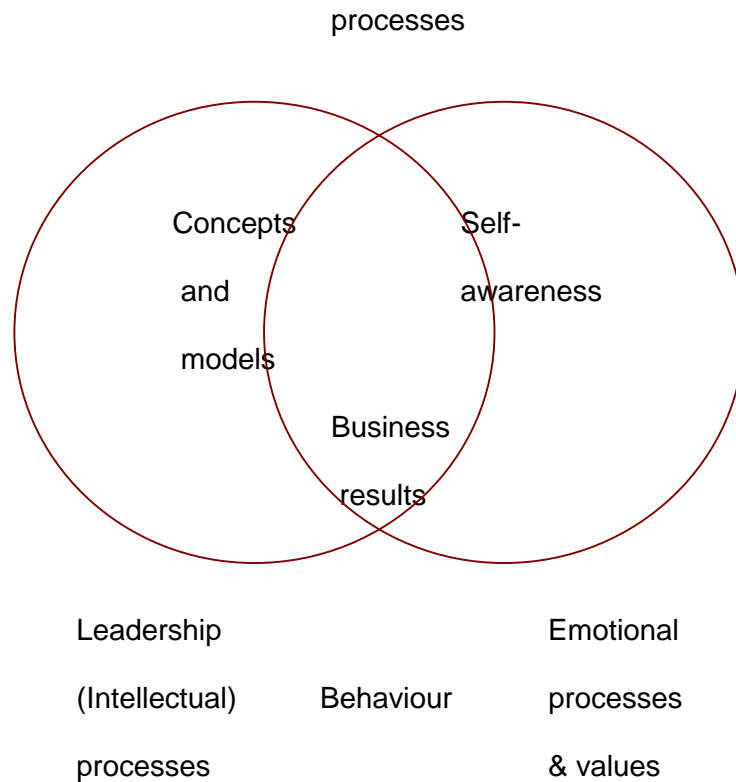 processes
Concepts Self-
and awareness
models
Business
results
Leadership Emotional
(Intellectual) Behaviour processes
processes & values